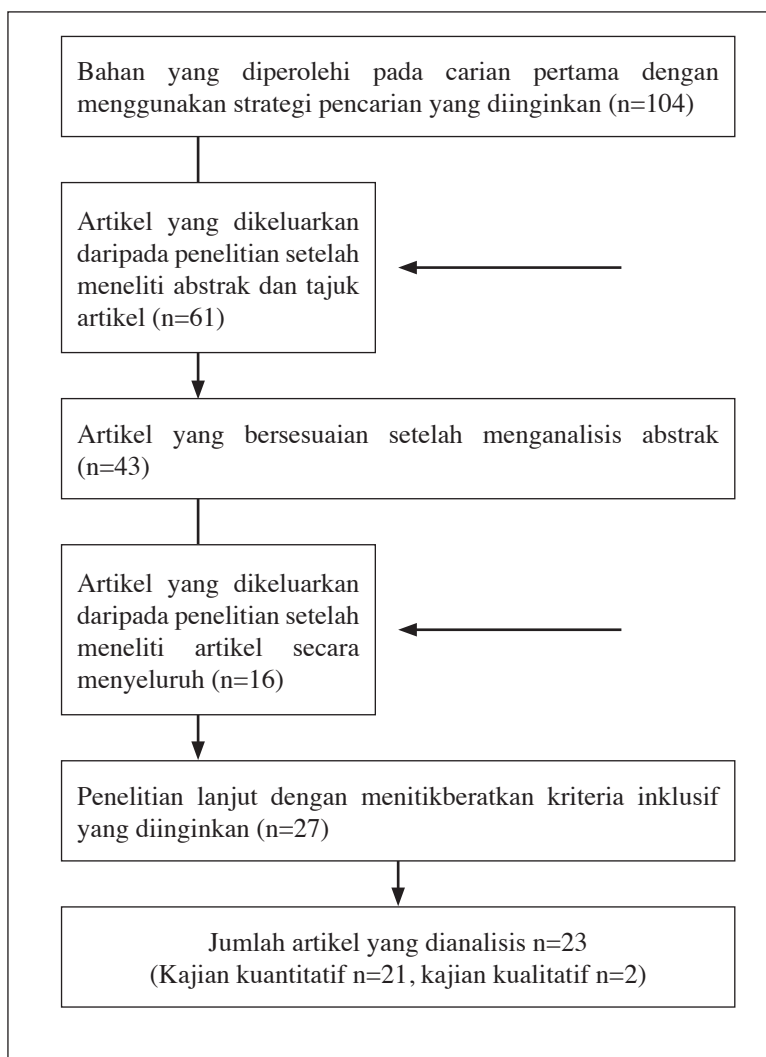 Bahan yang diperolehi pada carian pertama dengan
menggunakan strategi pencarian yang diinginkan (n=104)
Artikel yang dikeluarkan
daripada penelitian setelah
meneliti abstrak dan tajuk
artikel (n=61)
Artikel yang bersesuaian setelah menganalisis abstrak
(n=43)
Artikel yang dikeluarkan
daripada penelitian setelah
meneliti artikel secara
menyeluruh (n=16)
Penelitian lanjut dengan menitikberatkan kriteria inklusif
yang diinginkan (n=27)
Jumlah artikel yang dianalisis n=23
(Kajian kuantitatif n=21, kajian kualitatif n=2)